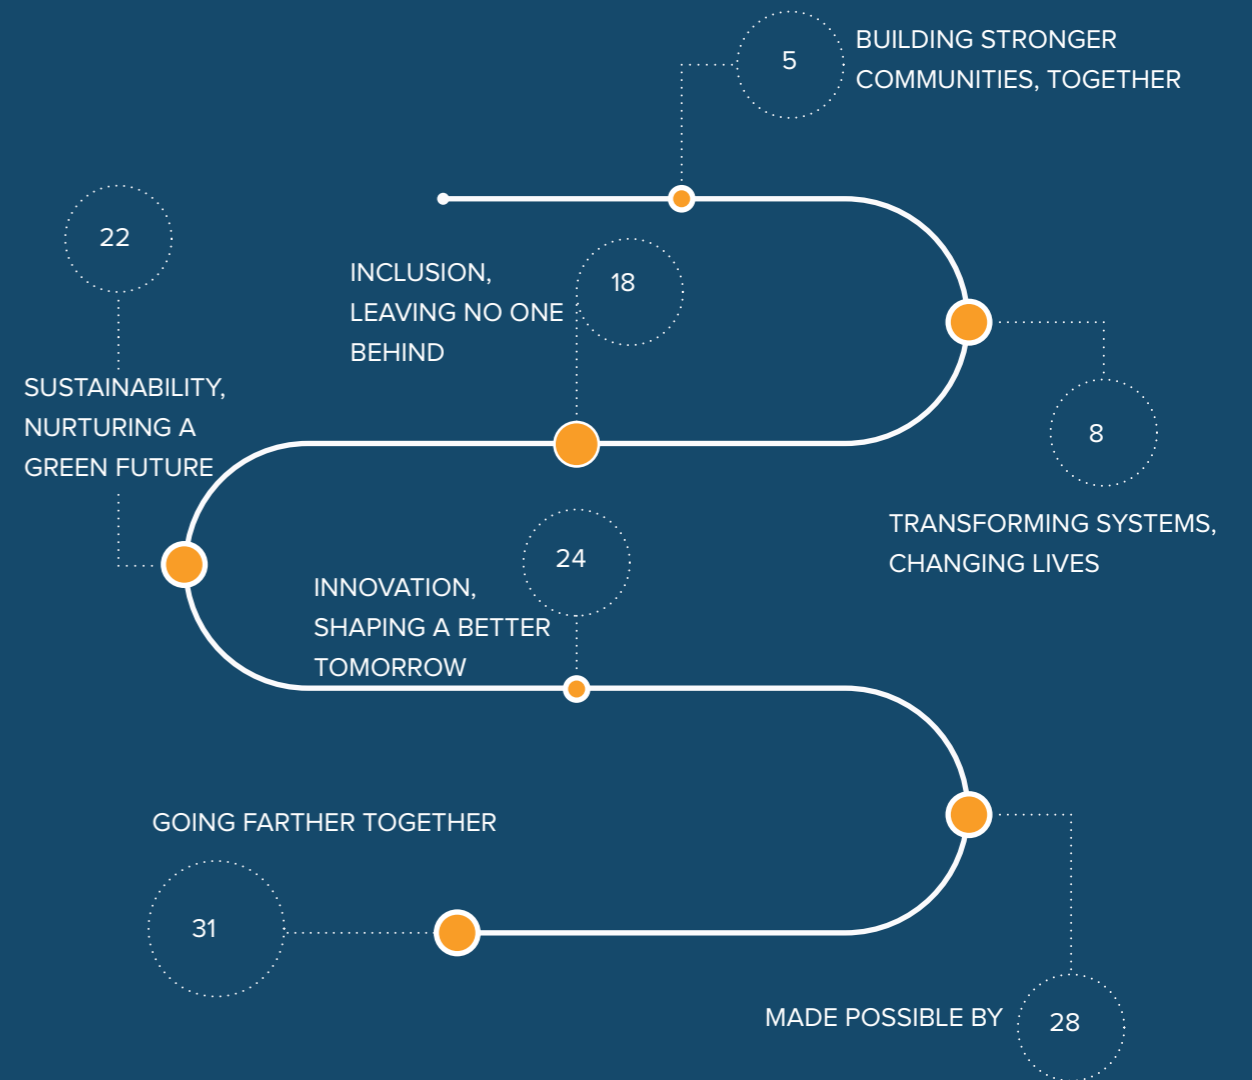 5
BUILDING STRONGER
COMMUNITIES, TOGETHER
8
TRANSFORMING SYSTEMS,
CHANGING LIVES
18
INCLUSION,
LEAVING NO ONE
BEHIND
22
SUSTAINABILITY,
NURTURING A
GREEN FUTURE
24
INNOVATION,
SHAPING A BETTER
TOMORROW
28
MADE POSSIBLE BY
GOING FARTHER TOGETHER
31